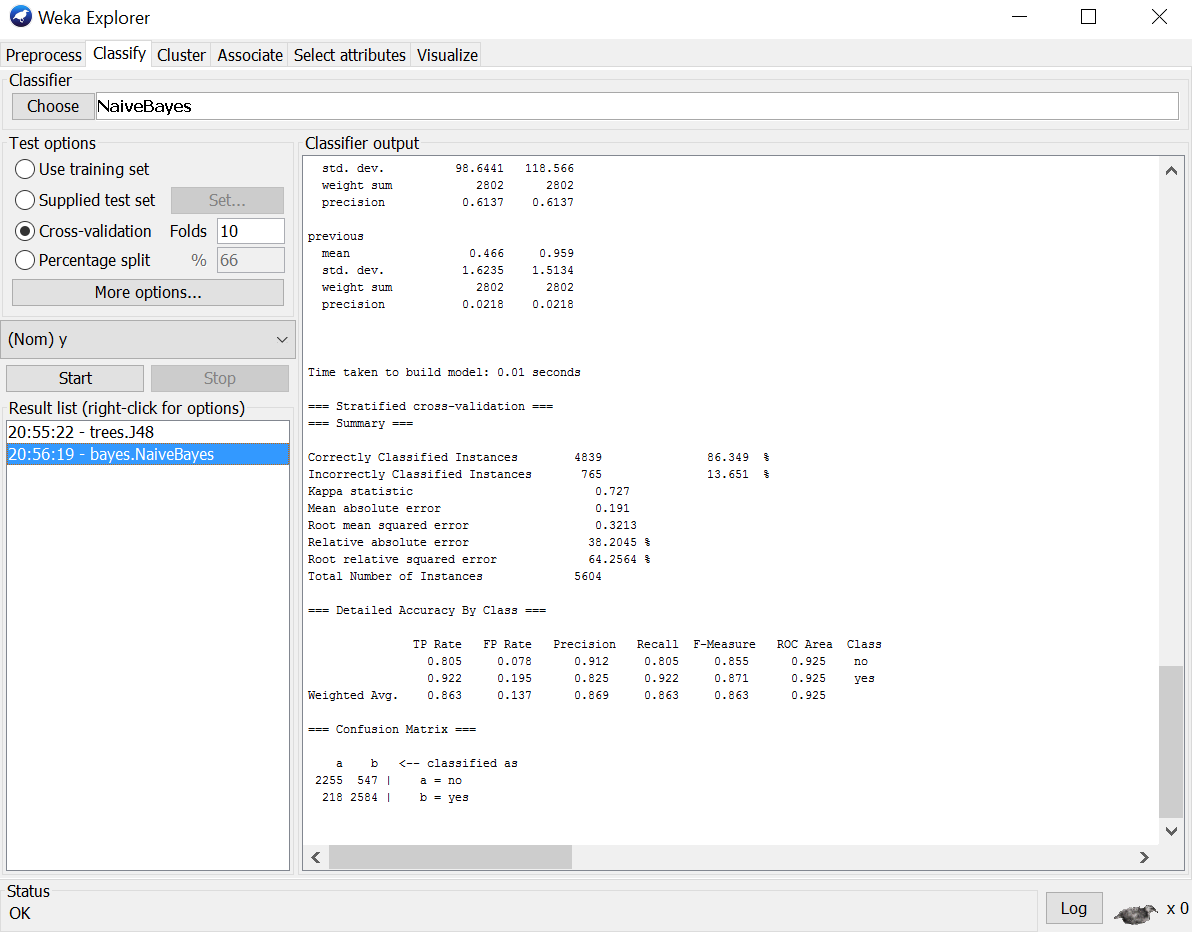 Weka Explorer
Preprocess Classify Cluster Associate Select attributes Visualize
Classifier
Choose NaiveBayes
Test options
Use training set
Supplied test set Set...
Cross-validation Folds 10
Percentage split % 66
More options...
(Nom) y
Start Stop
Result list (right-click for options)
20:55:22 - trees.J48
20:56:19 - bayes.NaiveBayes
Classifier output
std. dev. 98.6441 118.566
weight sum 2802 2802
precision 0.6137 0.6137
previous
mean 0.466 0.959
std. dev. 1.6235 1.5134
weight sum 2802 2802
precision 0.0218 0.0218
Time taken to build model: 0.01 seconds
=== Stratified cross-validation ===
=== Summary ===
Correctly Classified Instances 4839 86.349 %
Incorrectly Classified Instances 765 13.651 %
Kappa statistic 0.727
Mean absolute error 0.191
Root mean squared error 0.3213
Relative absolute error 38.2045 %
Root relative squared error 64.2564 %
Total Number of Instances 5604
=== Detailed Accuracy By Class ===
TP Rate FP Rate Precision Recall F-Measure ROC Area Class
0.805 0.078 0.912 0.805 0.855 0.925 no
0.922 0.195 0.825 0.922 0.871 0.925 yes
Weighted Avg. 0.863 0.137 0.869 0.863 0.863 0.925
=== Confusion Matrix ===
a b <-- classified as
2255 547 | a = no
218 2584 | b = yes
Status
OK
Log x 0